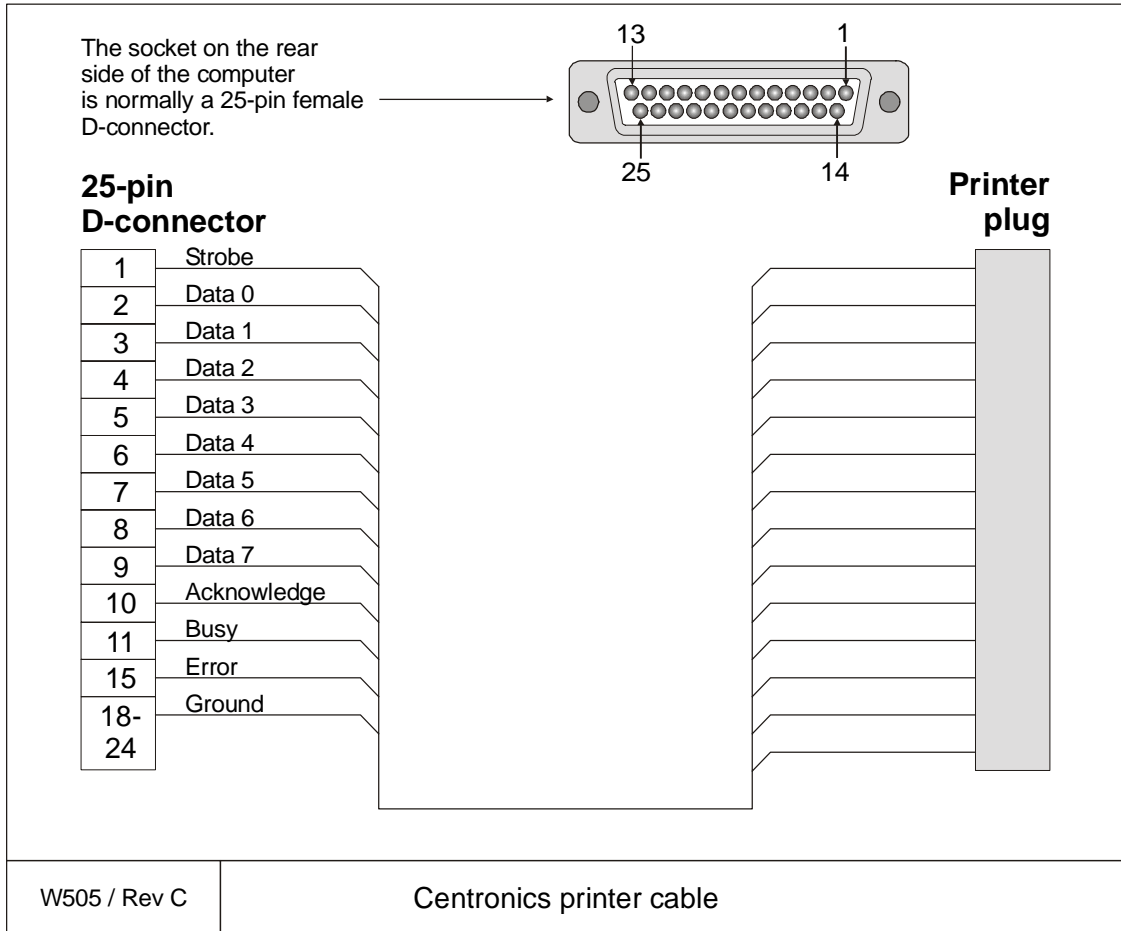 The socket on the rear
side of the computer
is normally a 25-pin female
D-connector.
13
1
25
14
25-pin
D-connector
Printer
plug
1
Strobe
2
Data 0
3
Data 1
4
Data 2
5
Data 3
6
Data 4
7
Data 5
8
Data 6
9
Data 7
10
Acknowledge
11
Busy
15
Error
18-
24
Ground
W505 / Rev C
Centronics printer cable